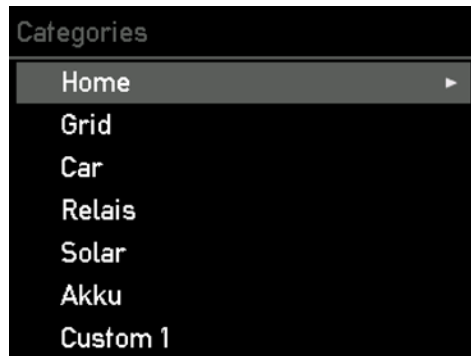 Categories
Home
Grid
Car
Relais
Solar
Akku
Custom 1